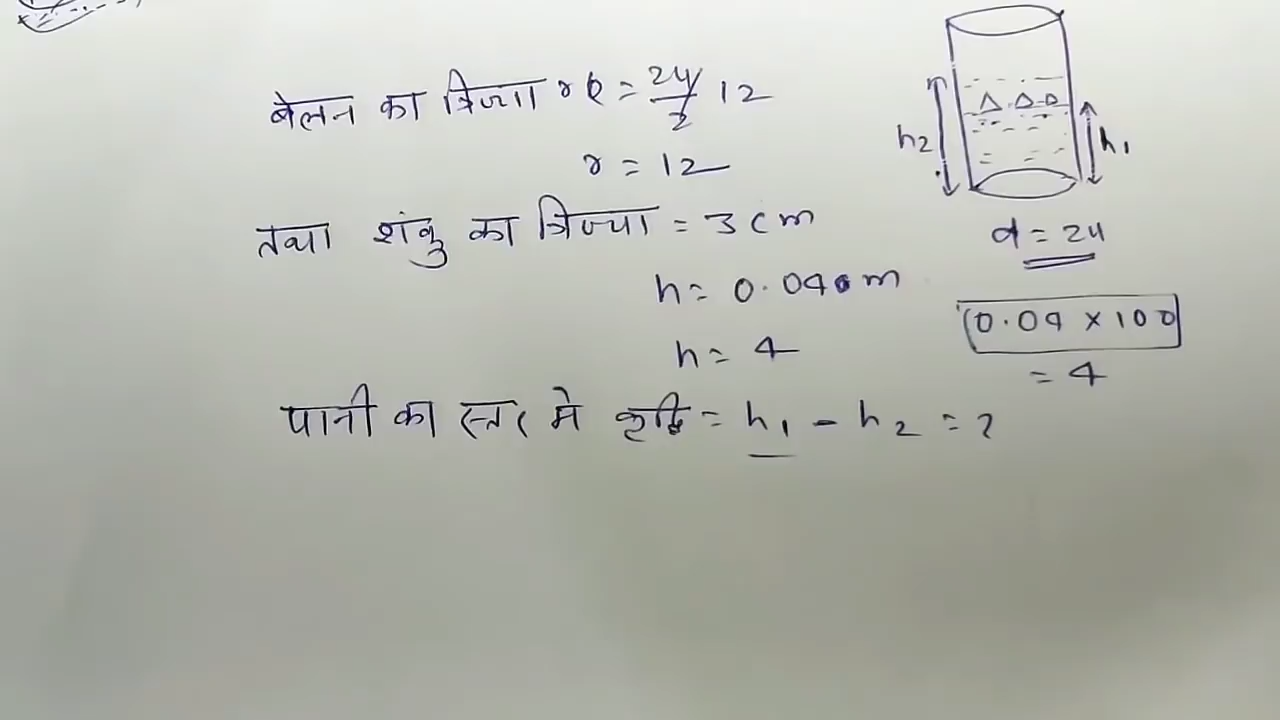 बेलन का त्रिज्या r = 24/2 12
r = 12
तथा शंकु का त्रिज्या = 3 cm
h = 0.04 m
h = 4
पानी का स्तर मे वृद्धि = h₁ - h₂ = ?
h₂
h₁
d = 24
0.04 × 100
= 4